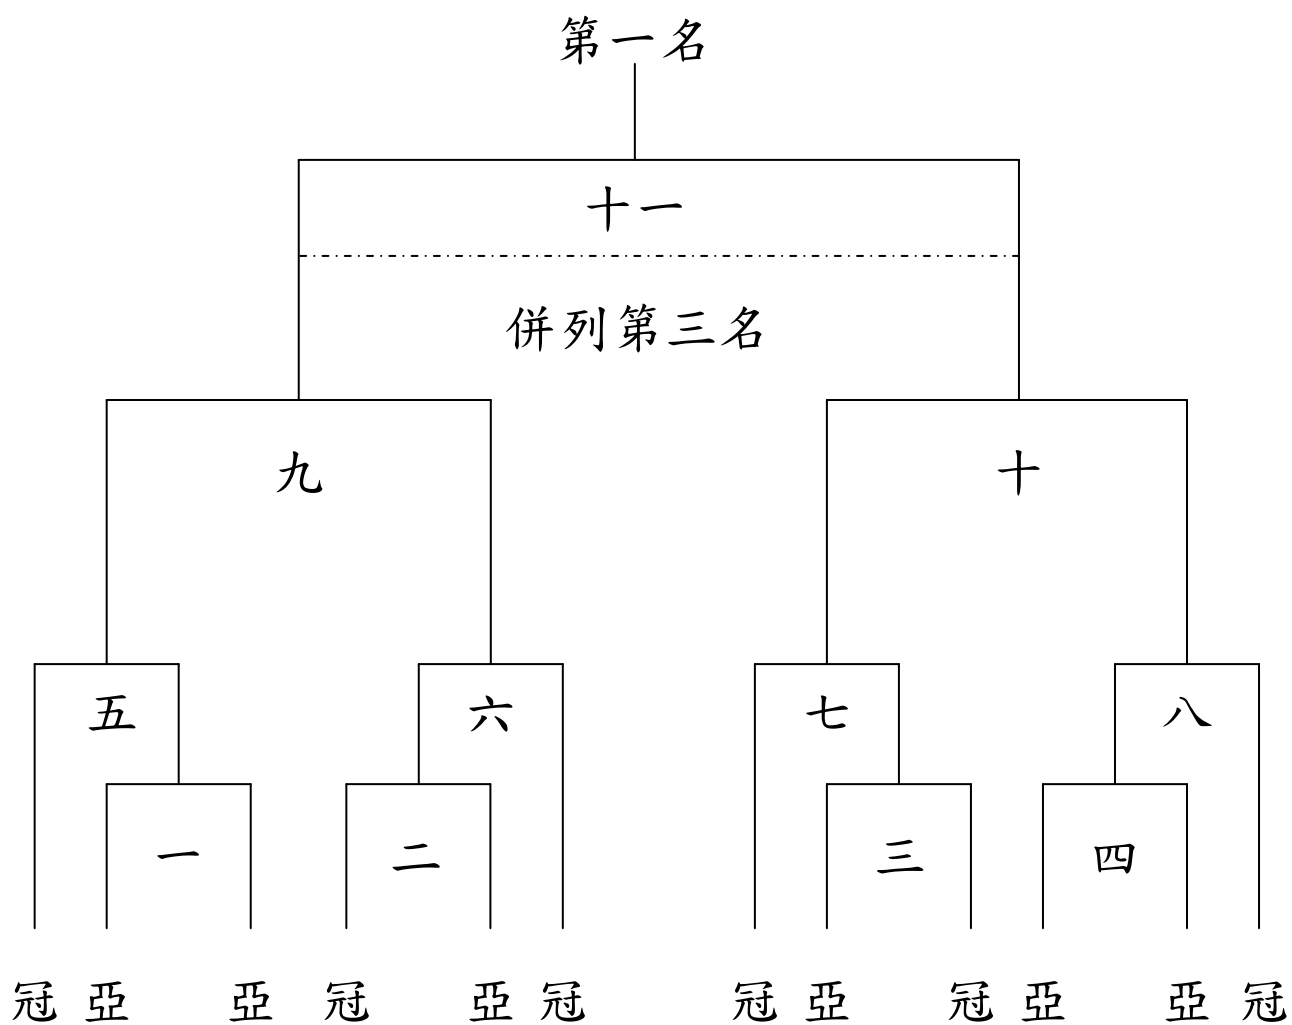 第一名
十一
併列第三名
九 十
五 六 七 八
一 二 三 四
冠 亞 亞 冠 亞 冠 冠 亞 冠 亞 亞 冠